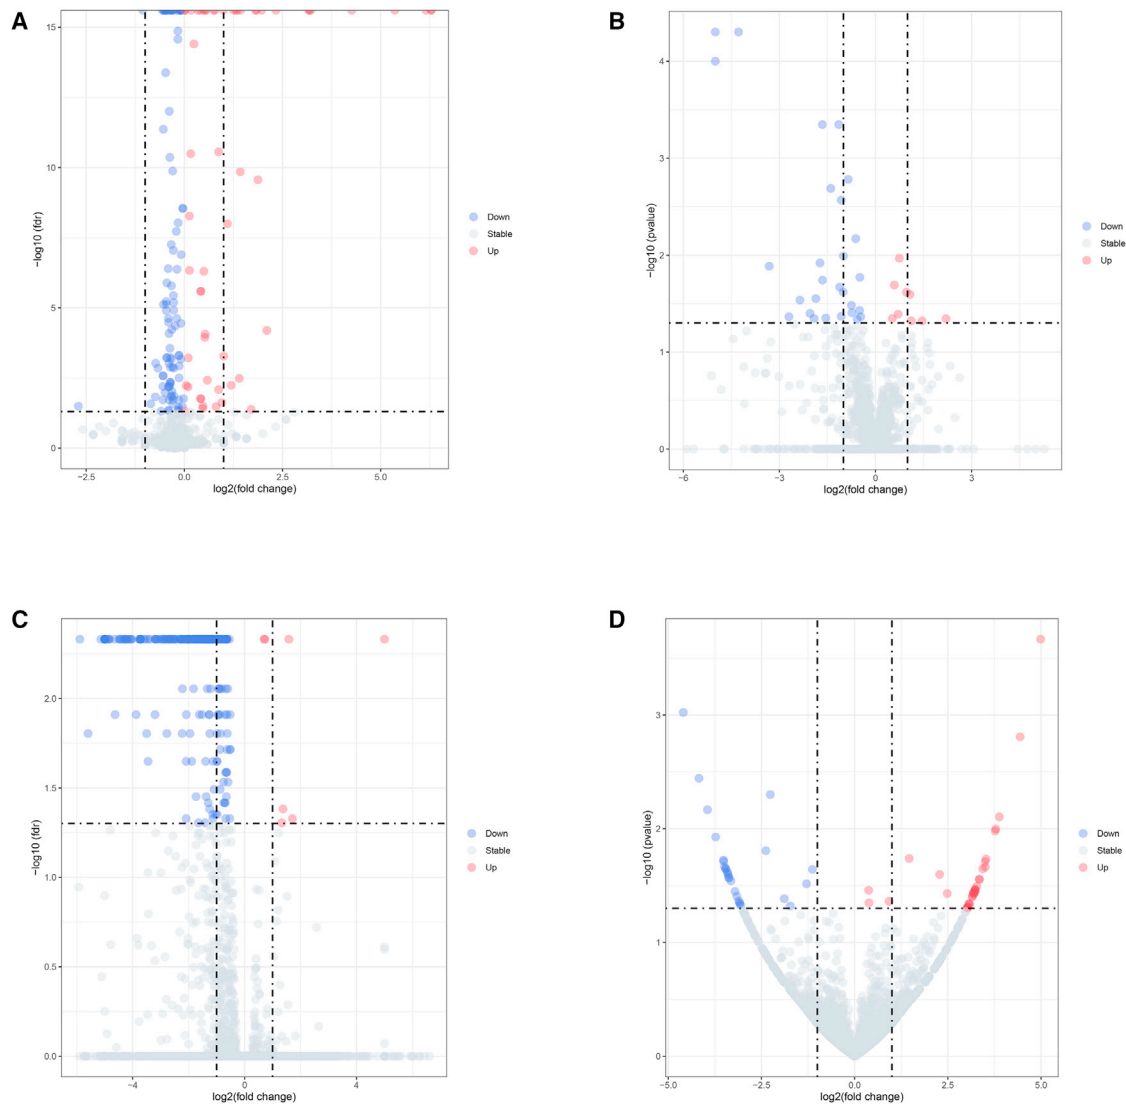 A
15
10
5
0
−log10 (fdr)
−2.5
0.0
2.5
5.0
log2(fold change)
Down
Stable
Up
B
4
3
2
1
0
−log10 (pvalue)
−6
−3
0
3
log2(fold change)
Down
Stable
Up
C
2.0
1.5
1.0
0.5
0.0
−log10 (fdr)
−4
0
4
log2(fold change)
Down
Stable
Up
D
3
2
1
0
−log10 (pvalue)
−5.0
−2.5
0.0
2.5
5.0
log2(fold change)
Down
Stable
Up